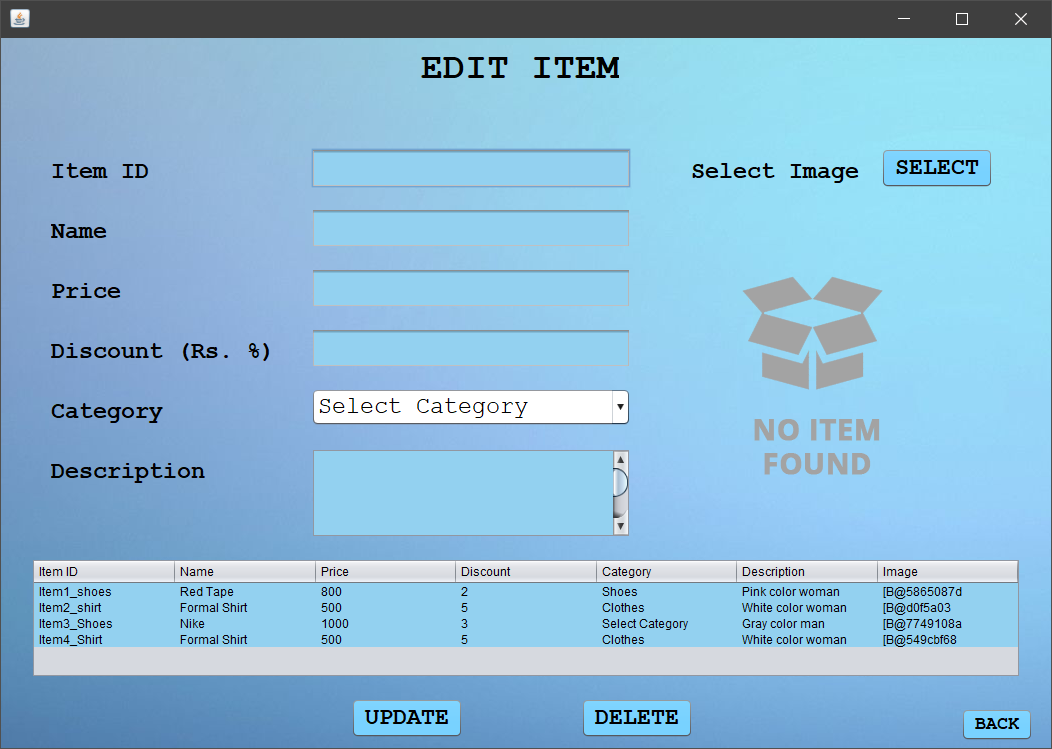 EDIT ITEM
Item ID
Select Image SELECT
Name
Price
Discount (Rs. %)
Category
Select Category
Description
NO ITEM
FOUND
Item ID Name Price Discount Category Description Image
Item1_shoes Red Tape 800 2 Shoes Pink color woman [B@5865087d
Item2_shirt Formal Shirt 500 5 Clothes White color woman [B@d0f5a03
Item3_Shoes Nike 1000 3 Select Category Gray color man [B@7749108a
Item4_Shirt Formal Shirt 500 5 Clothes White color woman [B@549cbf68
UPDATE DELETE BACK